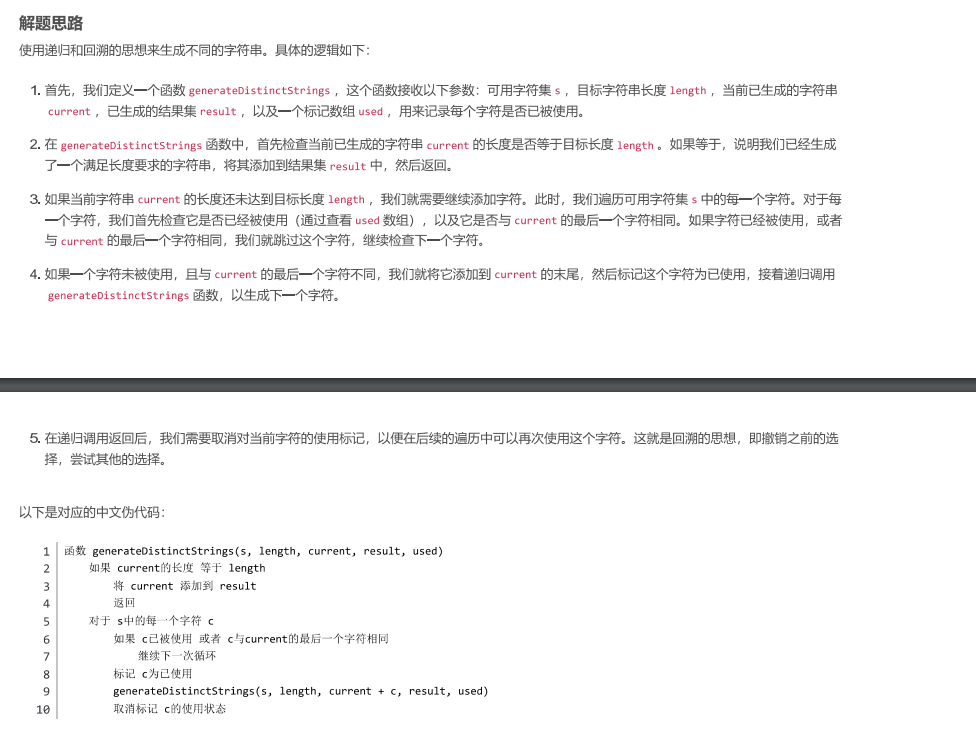 解题思路
使用递归和回溯的思想来生成不同的字符串。具体的逻辑如下：
1. 首先，我们定义一个函数 generateDistinctStrings ，这个函数接收以下参数：可用字符集 s ，目标字符串长度 length ，当前已生成的字符串
current ，已生成的结果集 result ，以及一个标记数组 used ，用来记录每个字符是否已被使用。
2. 在 generateDistinctStrings 函数中，首先检查当前已生成的字符串 current 的长度是否等于目标长度 length 。如果等于，说明我们已经生成
了一个满足长度要求的字符串，将其添加到结果集 result 中，然后返回。
3. 如果当前字符串 current 的长度还未达到目标长度 length ，我们就需要继续添加字符。此时，我们遍历可用字符集 s 中的每一个字符。对于每
一个字符，我们首先检查它是否已经被使用（通过查看 used 数组），以及它是否与 current 的最后一个字符相同。如果字符已经被使用，或者
与 current 的最后一个字符相同，我们就跳过这个字符，继续检查下一个字符。
4. 如果一个字符未被使用，且与 current 的最后一个字符不同，我们就将它添加到 current 的末尾，然后标记这个字符为已使用，接着递归调用
generateDistinctStrings 函数，以生成下一个字符。
5. 在递归调用返回后，我们需要取消对当前字符的使用标记，以便在后续的遍历中可以再次使用这个字符。这就是回溯的思想，即撤销之前的选
择，尝试其他的选择。
以下是对应的中文伪代码：
1 函数 generateDistinctStrings(s, length, current, result, used)
2 如果 current的长度 等于 length
3 将 current 添加到 result
4 返回
5 对于 s中的每一个字符 c
6 如果 c已被使用 或者 c与current的最后一个字符相同
7 继续下一次循环
8 标记 c为已使用
9 generateDistinctStrings(s, length, current + c, result, used)
10 取消标记 c的使用状态